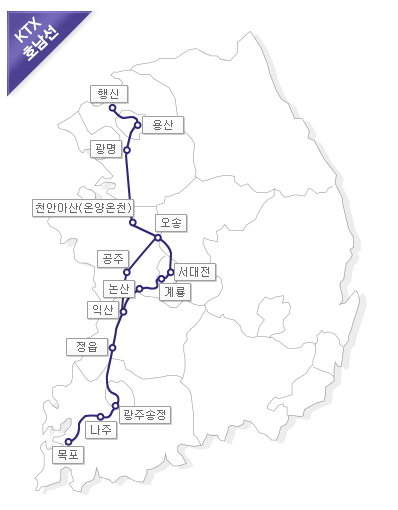 KTX
호남선
행신
용산
광명
천안아산(온양온천)
오송
공주
서대전
논산
계룡
익산
정읍
광주송정
나주
목포